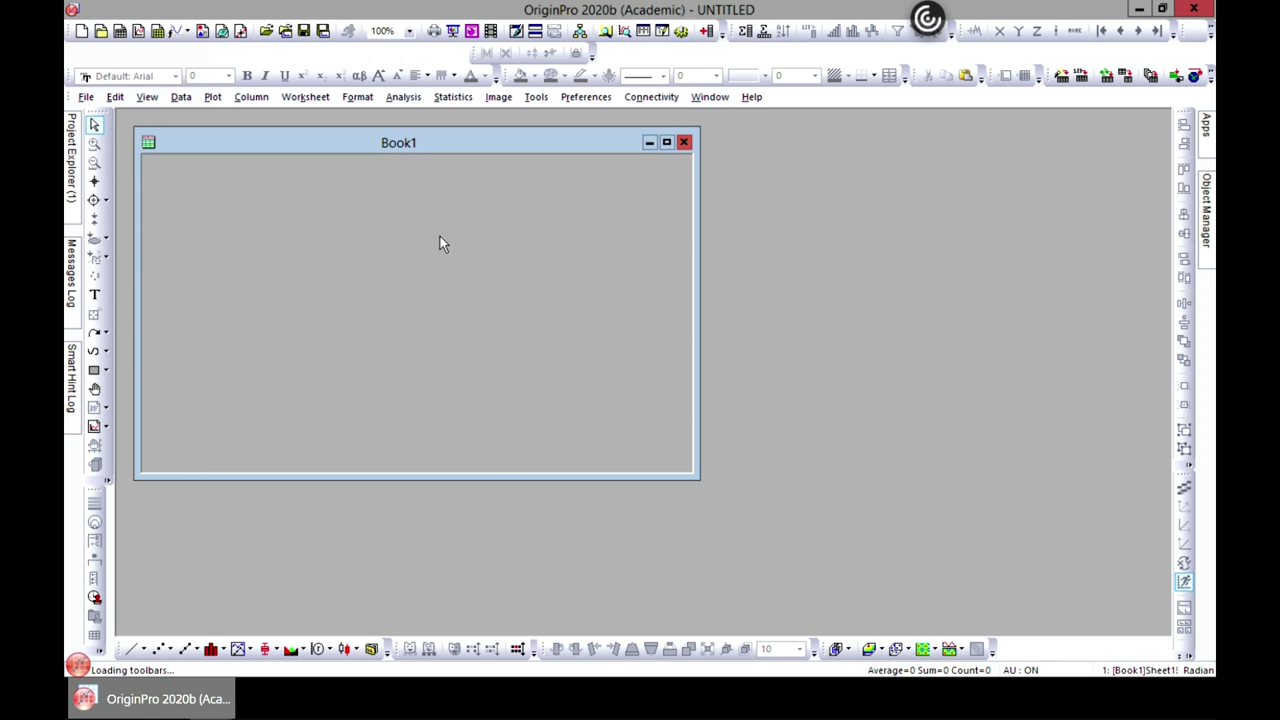 OriginPro 2020b (Academic) - UNTITLED
100%
Default: Arial
0
B
I
U
αβ
A
A
A
0
0
File
Edit
View
Data
Plot
Column
Worksheet
Format
Analysis
Statistics
Image
Tools
Preferences
Connectivity
Window
Help
Project Explorer (1)
Messages Log
Smart Hint Log
T
Book1
Apps
Object Manager
10
Loading toolbars...
Average=0 Sum=0 Count=0
AU : ON
1: [Book1]Sheet1! Radian
OriginPro 2020b (Aca...